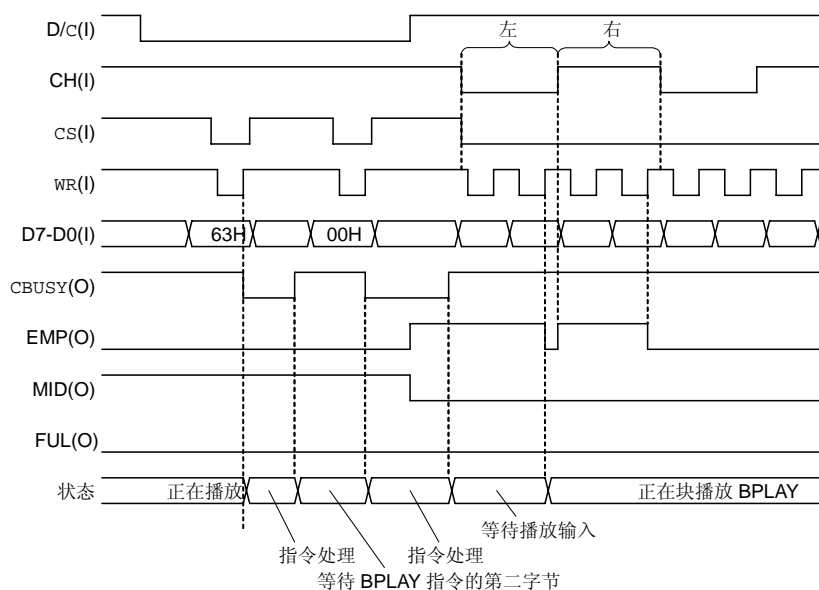 D/C(I)
左 右
CH(I)
CS(I)
WR(I)
D7-D0(I) 63H 00H
CBUSY(O)
EMP(O)
MID(O)
FUL(O)
状态 正在播放 正在块播放 BPLAY
等待播放输入
指令处理 指令处理
等待 BPLAY 指令的第二字节